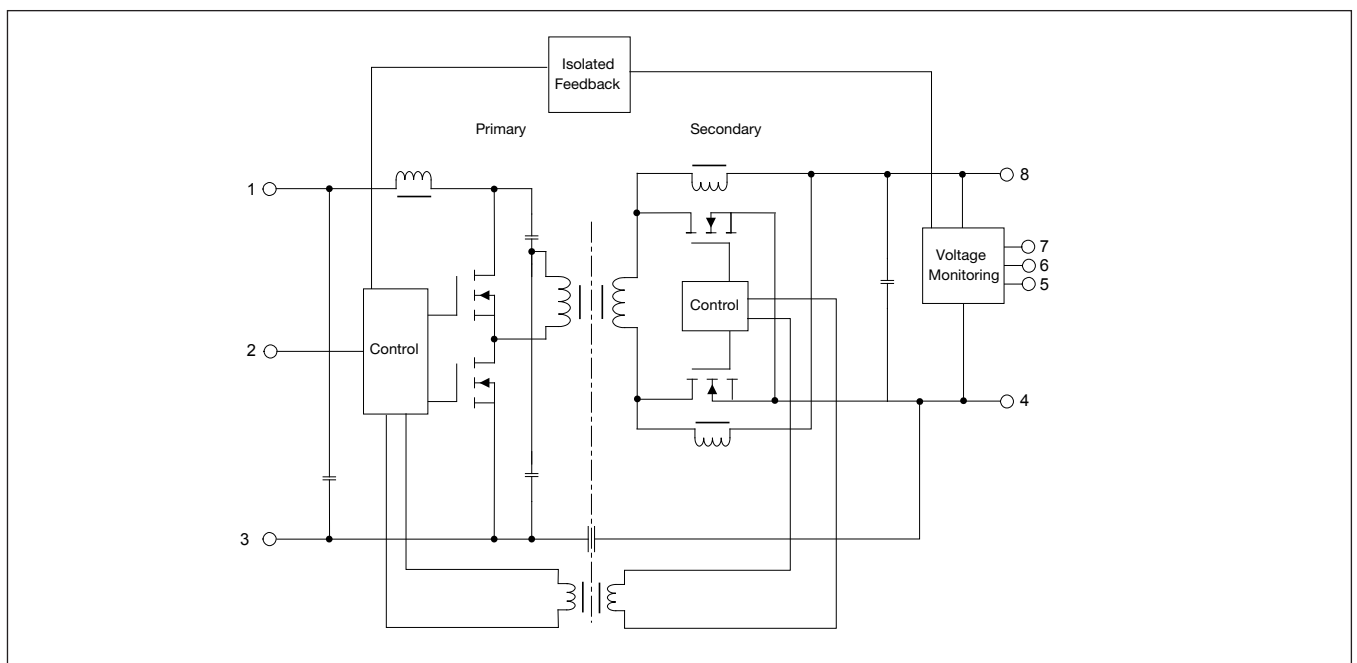 Isolated
Feedback
Primary
Secondary
1
8
7
Voltage
Monitoring
6
5
Control
2
Control
4
3